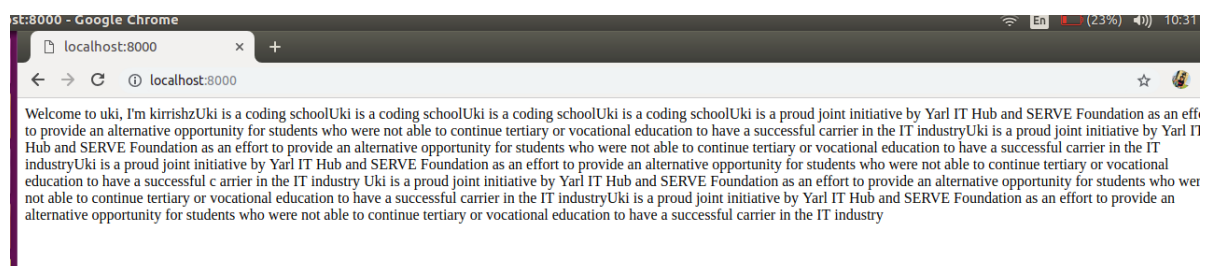 st:8000 - Google Chrome En (23%) 10:31
localhost:8000 × +
localhost:8000
Welcome to uki, I'm kirrishzUki is a coding schoolUki is a coding schoolUki is a coding schoolUki is a coding schoolUki is a proud joint initiative by Yarl IT Hub and SERVE Foundation as an effo
to provide an alternative opportunity for students who were not able to continue tertiary or vocational education to have a successful carrier in the IT industryUki is a proud joint initiative by Yarl IT
Hub and SERVE Foundation as an effort to provide an alternative opportunity for students who were not able to continue tertiary or vocational education to have a successful carrier in the IT
industryUki is a proud joint initiative by Yarl IT Hub and SERVE Foundation as an effort to provide an alternative opportunity for students who were not able to continue tertiary or vocational
education to have a successful c arrier in the IT industry Uki is a proud joint initiative by Yarl IT Hub and SERVE Foundation as an effort to provide an alternative opportunity for students who wer
not able to continue tertiary or vocational education to have a successful carrier in the IT industryUki is a proud joint initiative by Yarl IT Hub and SERVE Foundation as an effort to provide an
alternative opportunity for students who were not able to continue tertiary or vocational education to have a successful carrier in the IT industry